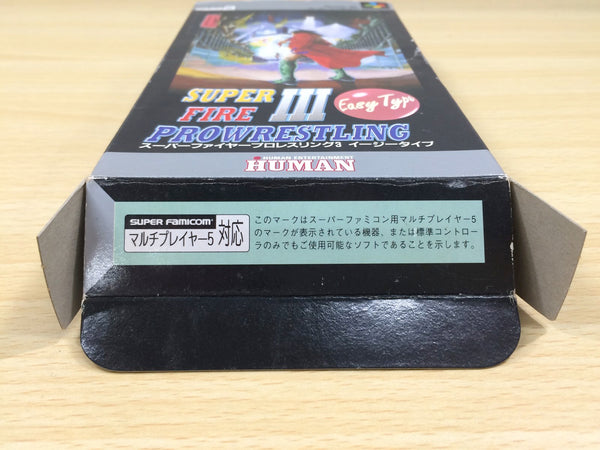 SUPER
FIRE
III
Easy Type
PROWRESTLING
スーパーファイヤープロレスリング3 イージータイプ
HUMAN ENTERTAINMENT
HUMAN
SUPER FAMICOM
マルチプレイヤー5 対応
このマークはスーパーファミコン用マルチプレイヤー5
のマークが表示されている機器、または標準コントロー
ラのみでもご使用可能なソフトであることを示します。